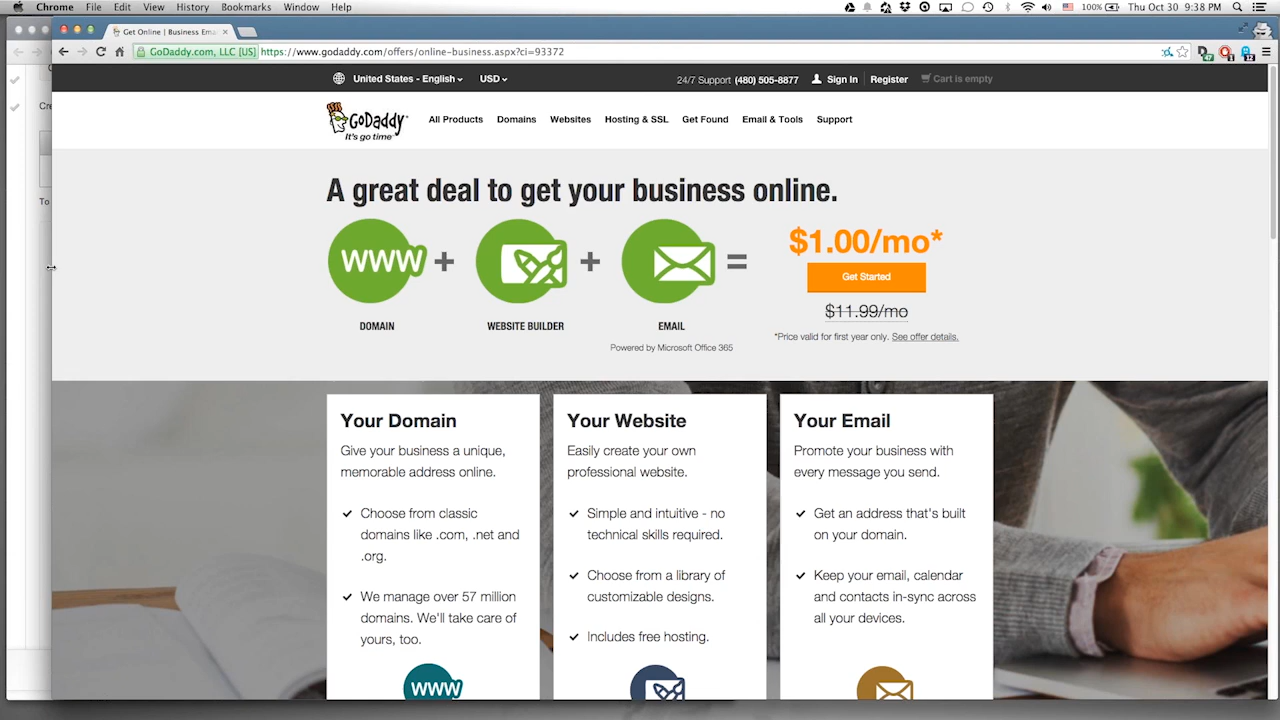 Chrome File Edit View History Bookmarks Window Help 100% Thu Oct 30 9:38 PM
Get Online | Business Ema
GoDaddy.com, LLC [US] https://www.godaddy.com/offers/online-business.aspx?ci=93372
United States - English USD 24/7 Support (480) 505-8877 Sign In Register Cart is empty
Cre
GoDaddy
It's go time
All Products Domains Websites Hosting & SSL Get Found Email & Tools Support
To
A great deal to get your business online.
WWW + + = $1.00/mo*
Get Started
$11.99/mo
DOMAIN WEBSITE BUILDER EMAIL
*Price valid for first year only. See offer details.
Powered by Microsoft Office 365
Your Domain
Give your business a unique,
memorable address online.
Choose from classic
domains like .com, .net and
.org.
We manage over 57 million
domains. We'll take care of
yours, too.
WWW
Your Website
Easily create your own
professional website.
Simple and intuitive - no
technical skills required.
Choose from a library of
customizable designs.
Includes free hosting.
Your Email
Promote your business with
every message you send.
Get an address that's built
on your domain.
Keep your email, calendar
and contacts in-sync across
all your devices.